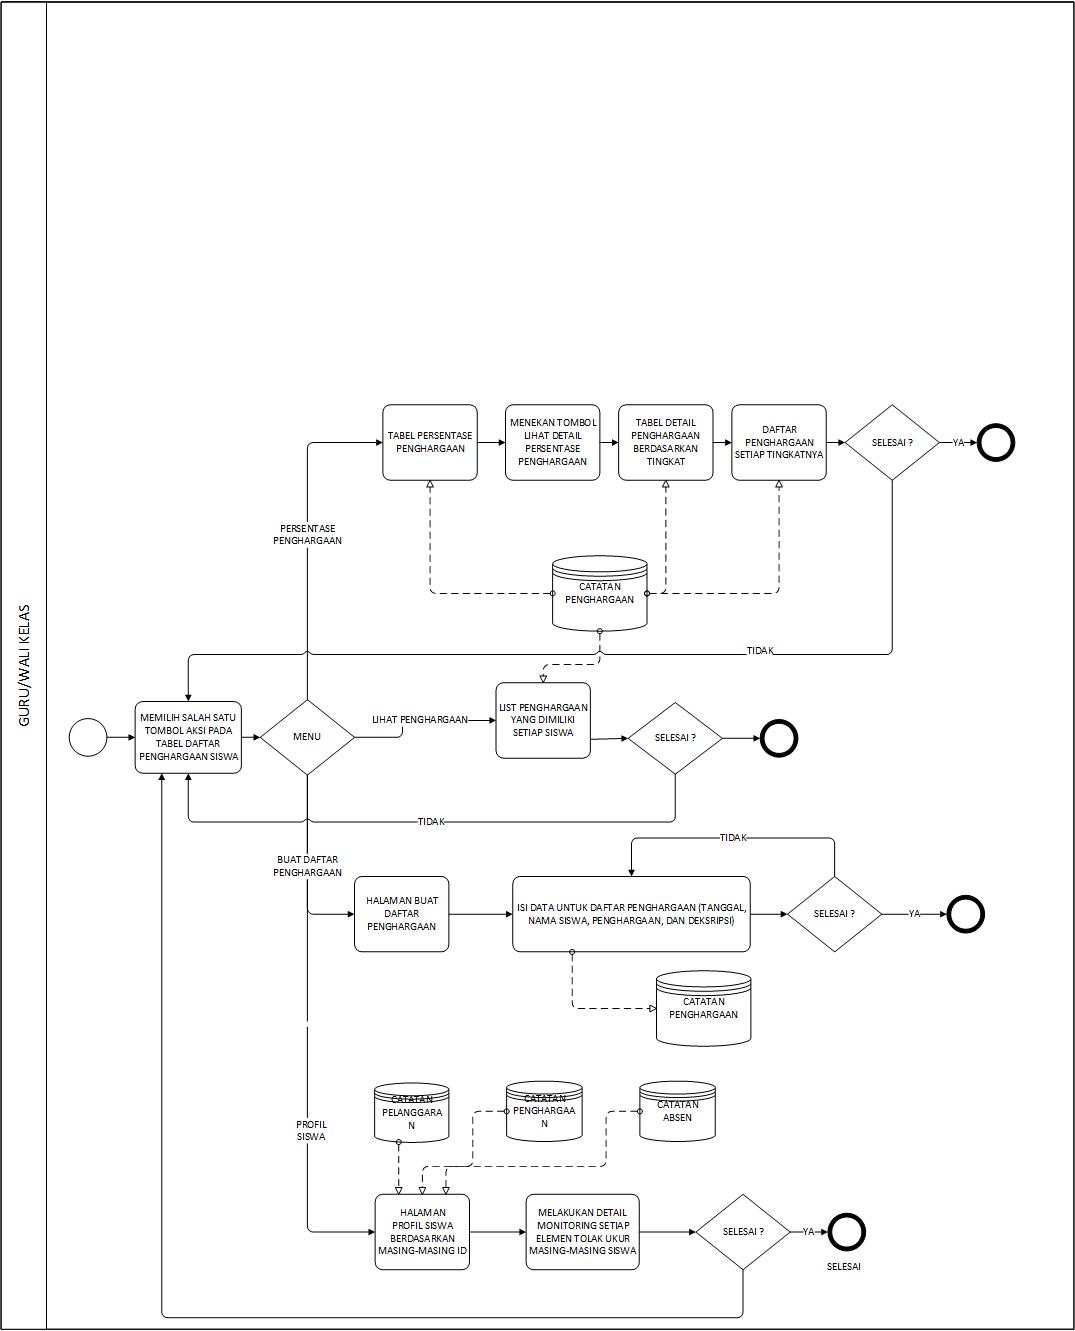 GURU/WALI KELAS
TABEL PERSENTASE
PENGHARGAAN
MENEKAN TOMBOL
LIHAT DETAIL
PERSENTASE
PENGHARGAAN
TABEL DETAIL
PENGHARGAAN
BERDASARKAN
TINGKAT
DAFTAR
PENGHARGAAN
SETIAP TINGKATNYA
SELESAI ?
YA
PERSENTASE
PENGHARGAAN
CATATAN
PENGHARGAAN
TIDAK
MEMILIH SALAH SATU
TOMBOL AKSI PADA
TABEL DAFTAR
PENGHARGAAN SISWA
MENU
LIHAT PENGHARGAAN
LIST PENGHARGAAN
YANG DIMILIKI
SETIAP SISWA
SELESAI ?
TIDAK
BUAT DAFTAR
PENGHARGAAN
HALAMAN BUAT
DAFTAR
PENGHARGAAN
ISI DATA UNTUK DAFTAR PENGHARGAAN (TANGGAL,
NAMA SISWA, PENGHARGAAN, DAN DEKSRIPSI)
TIDAK
SELESAI ?
YA
CATATAN
PENGHARGAAN
CATATAN
PELANGGARA
N
CATATAN
PENGHARGAA
N
CATATAN
ABSEN
PROFIL
SISWA
HALAMAN
PROFIL SISWA
BERDASARKAN
MASING-MASING ID
MELAKUKAN DETAIL
MONITORING SETIAP
ELEMEN TOLAK UKUR
MASING-MASING SISWA
SELESAI ?
YA
SELESAI